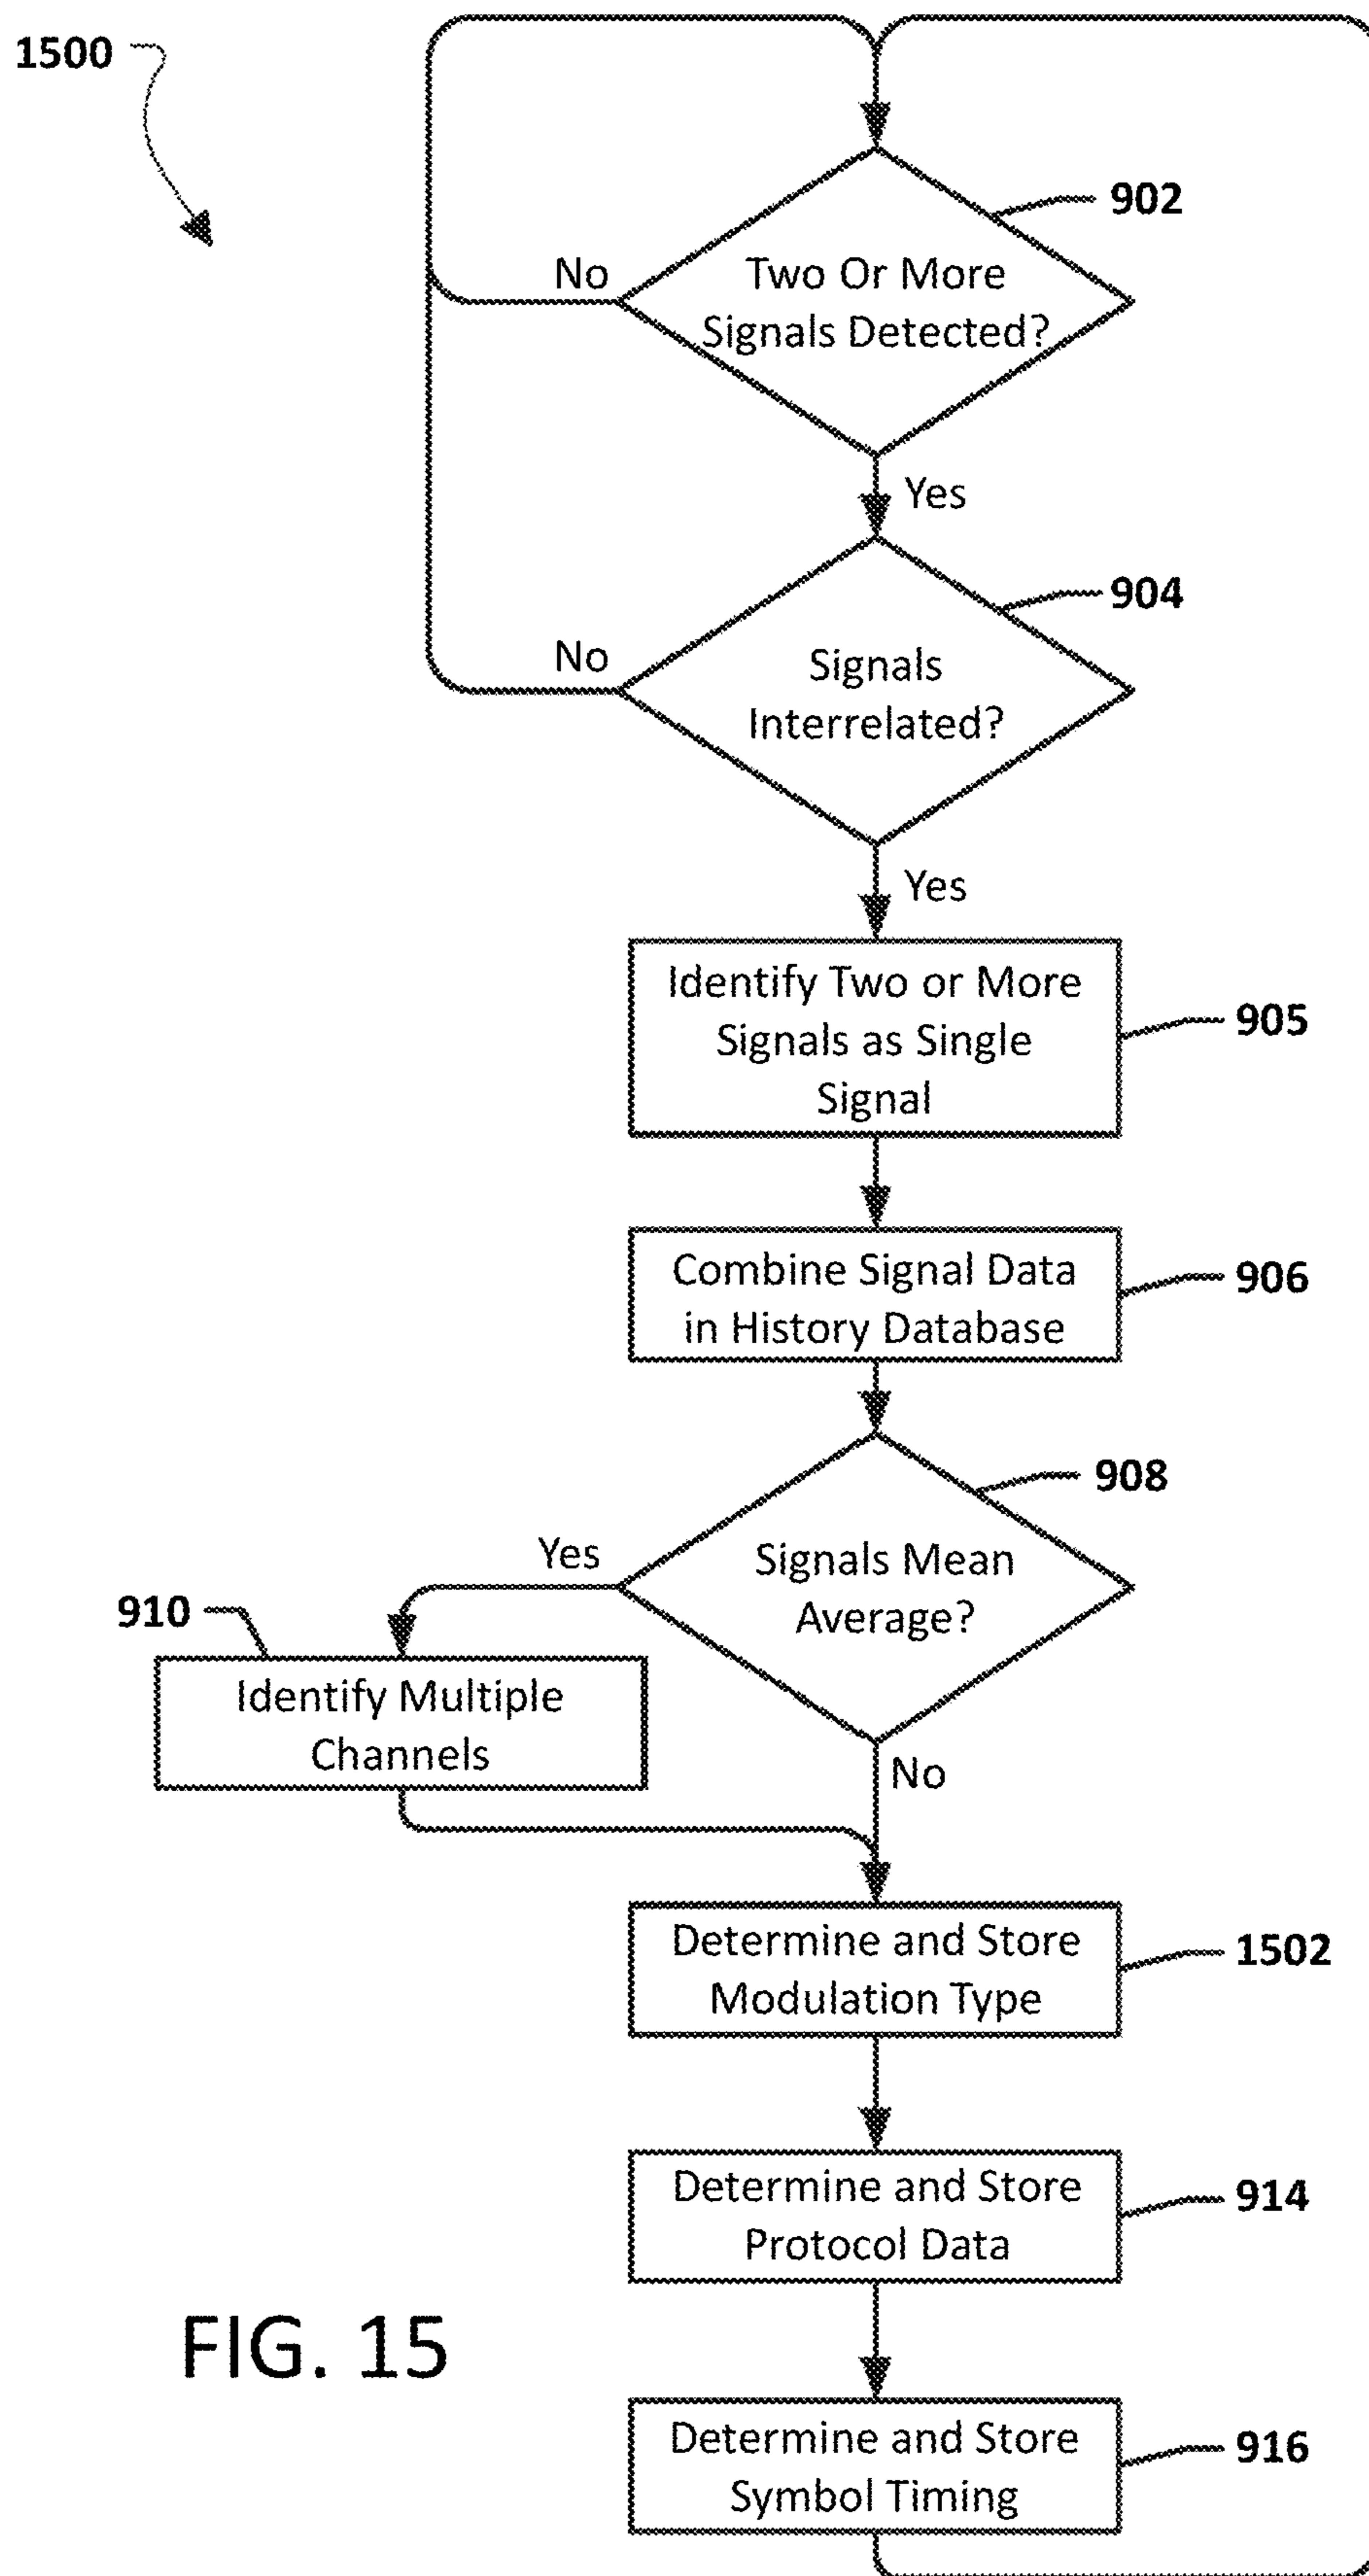 1500
902
No
Two Or More
Signals Detected?
Yes
904
No
Signals
Interrelated?
Yes
Identify Two or More
Signals as Single
Signal
905
Combine Signal Data
in History Database
906
908
Yes
Signals Mean
Average?
910
Identify Multiple
Channels
No
Determine and Store
Modulation Type
1502
Determine and Store
Protocol Data
914
FIG. 15
Determine and Store
Symbol Timing
916